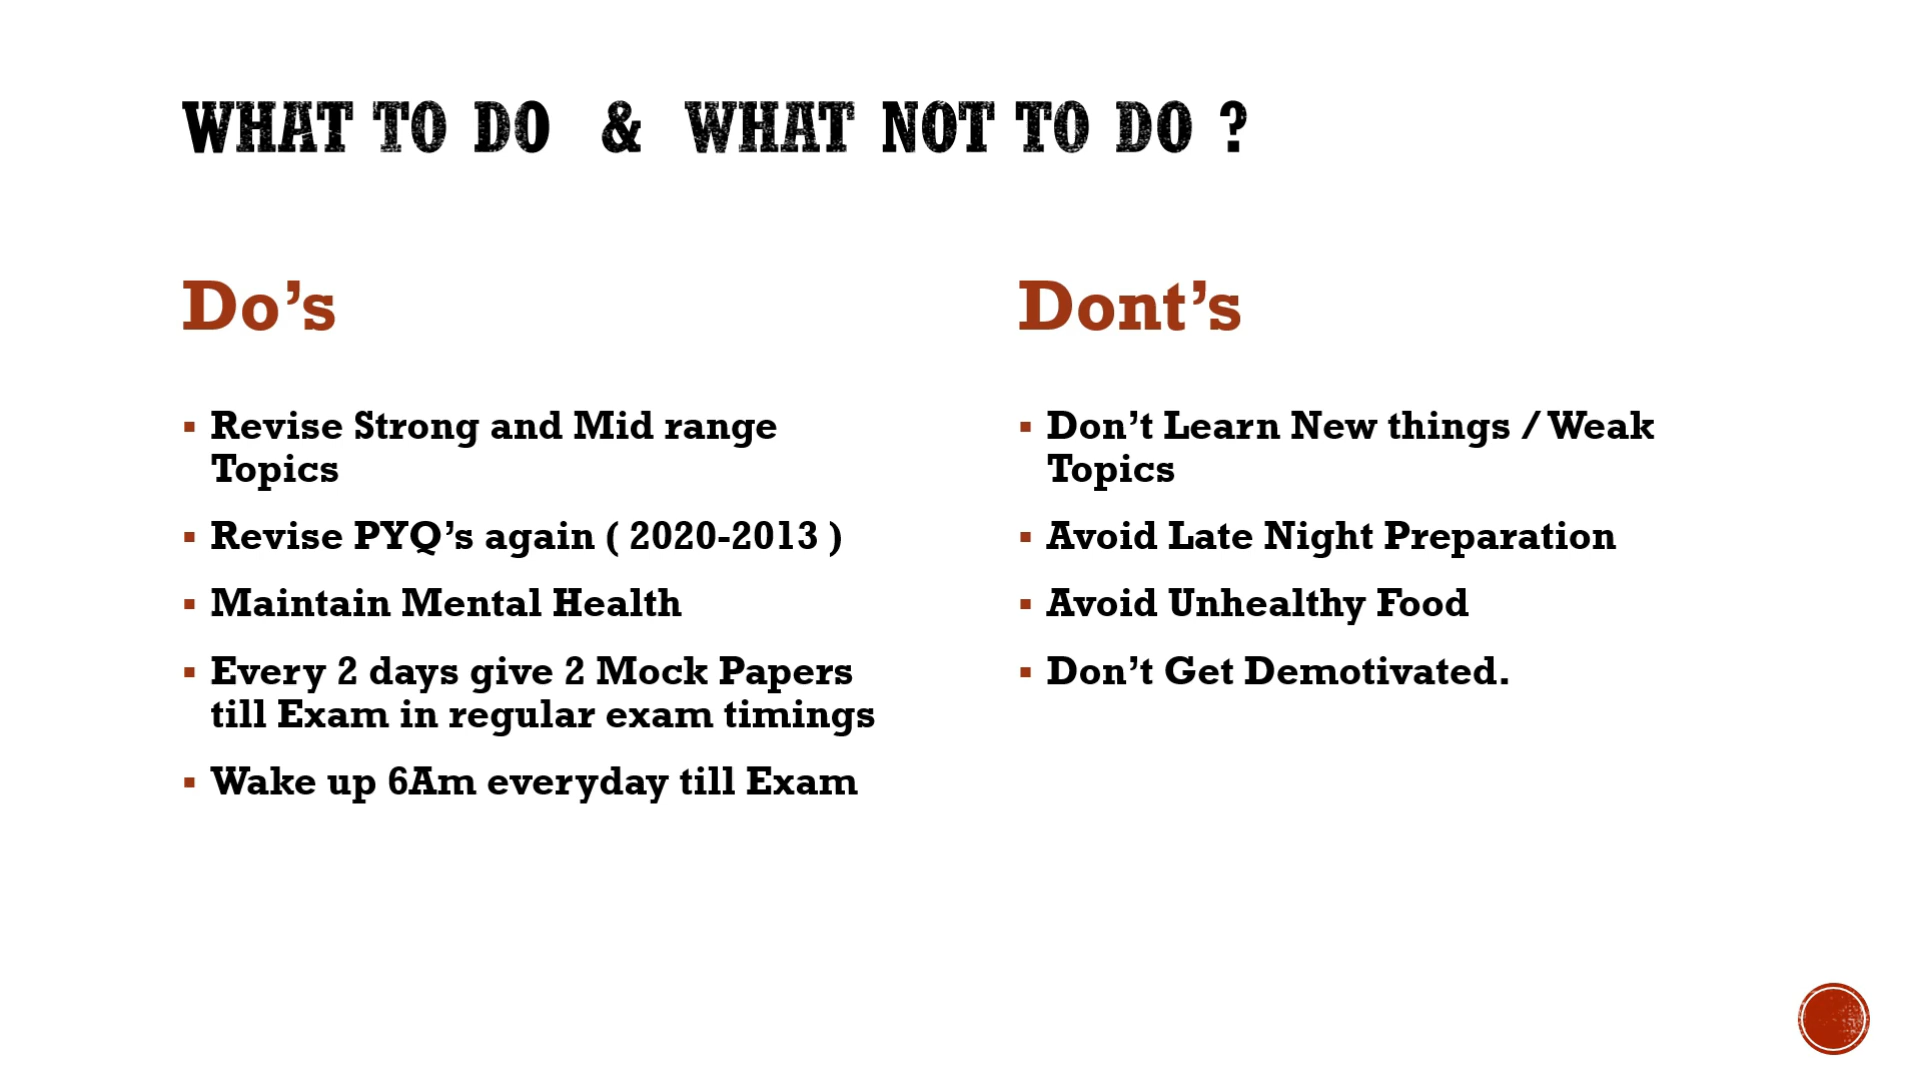 WHAT TO DO & WHAT NOT TO DO ?
Do’s
Revise Strong and Mid range
Topics
Revise PYQ’s again ( 2020-2013 )
Maintain Mental Health
Every 2 days give 2 Mock Papers
till Exam in regular exam timings
Wake up 6Am everyday till Exam
Dont’s
Don’t Learn New things / Weak
Topics
Avoid Late Night Preparation
Avoid Unhealthy Food
Don’t Get Demotivated.